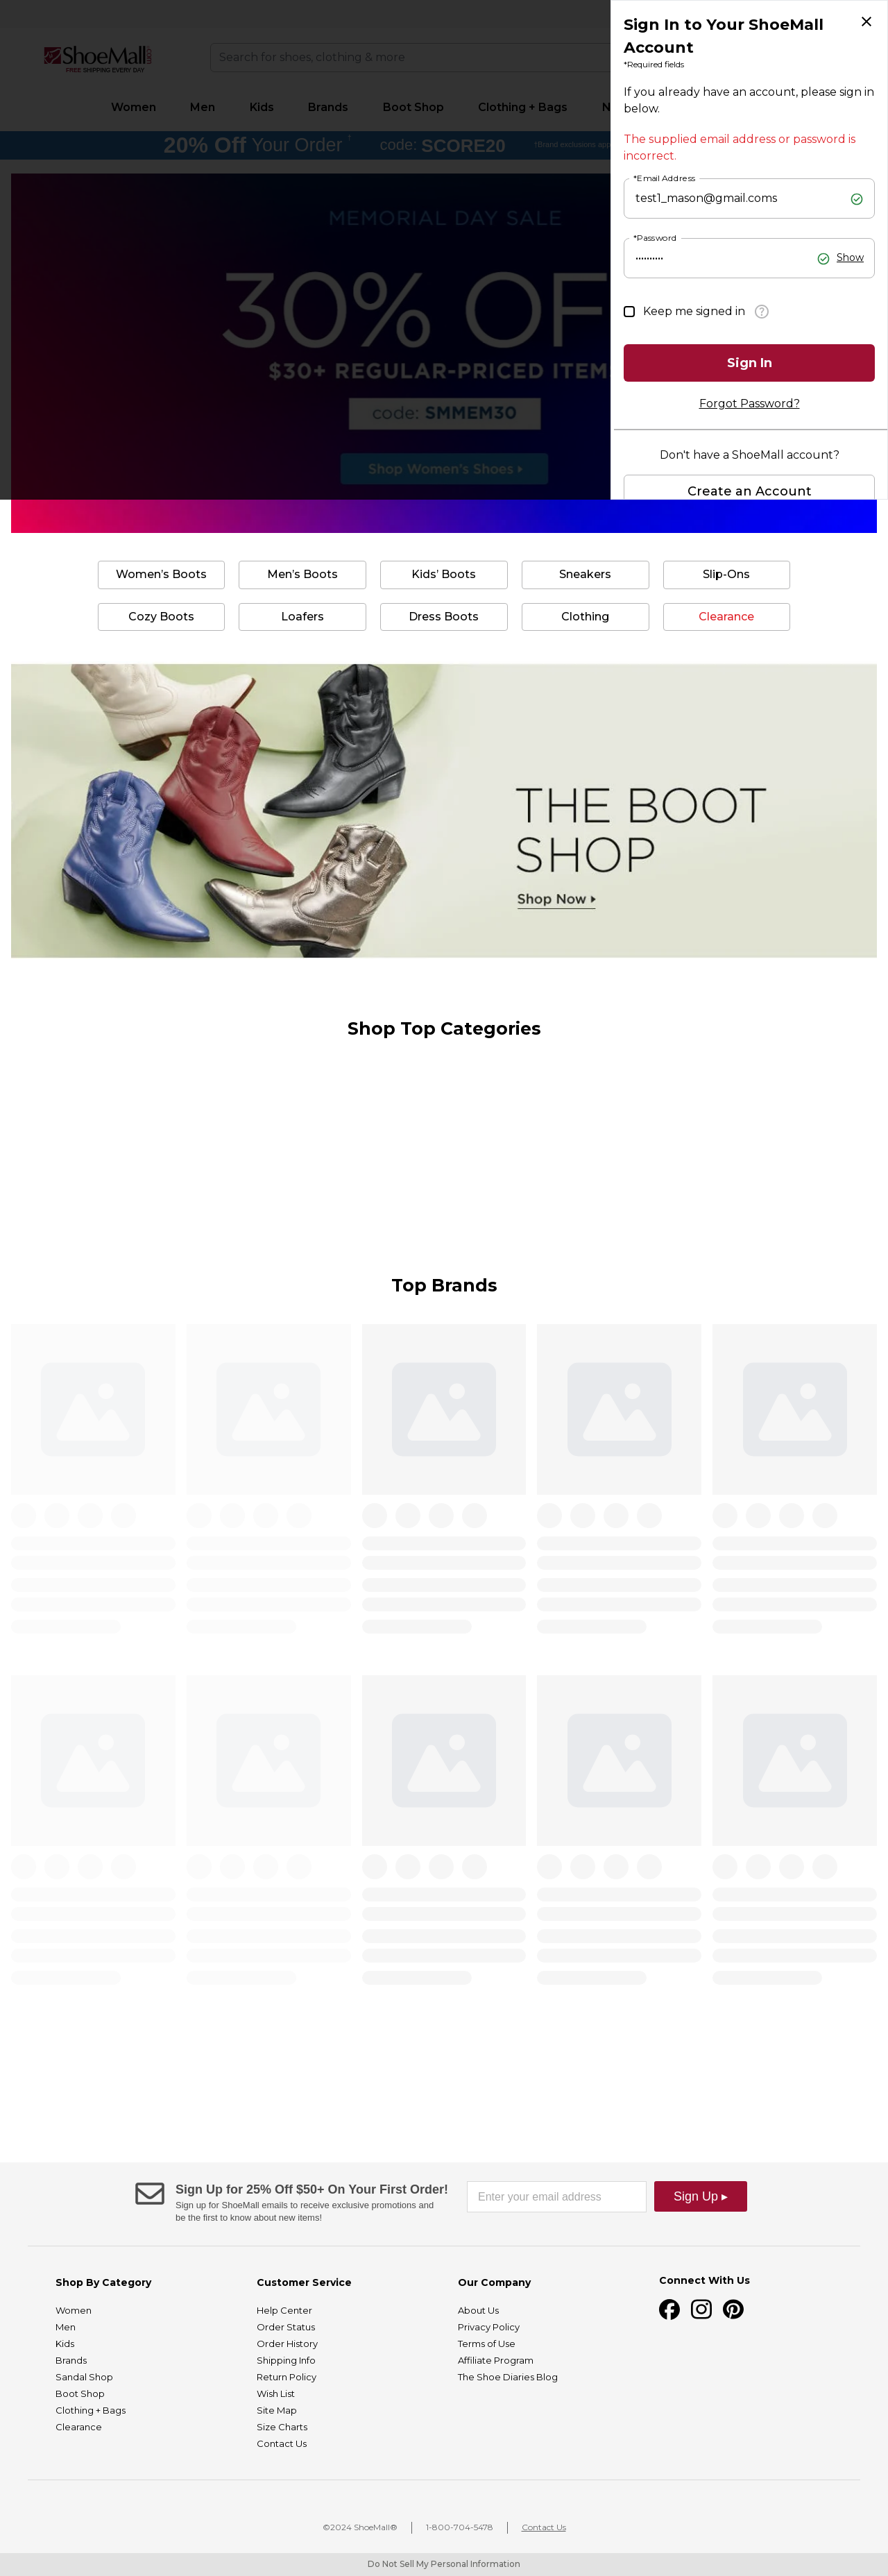 Sign In to Your ShoeMall
Account
*Required fields
If you already have an account, please sign in
below.
The supplied email address or password is
incorrect.
*Email Address
test1_mason@gmail.coms
*Password
••••••••••
Show
Keep me signed in
Sign In
Forgot Password?
Don't have a ShoeMall account?
Create an Account
ShoeMall
FREE SHIPPING EVERY DAY
Search for shoes, clothing & more
Women
Men
Kids
Brands
Boot Shop
Clothing + Bags
20% Off Your Order †
code: SCORE20
MEMORIAL DAY SALE
30% OF
$30+ REGULAR-PRICED ITEM
code: SMMEM30
Shop Women's Shoes ▸
Women's Boots
Men's Boots
Kids' Boots
Sneakers
Slip-Ons
Cozy Boots
Loafers
Dress Boots
Clothing
Clearance
THE BOOT
SHOP
Shop Now ▸
Shop Top Categories
Top Brands
Sign Up for 25% Off $50+ On Your First Order!
Sign up for ShoeMall emails to receive exclusive promotions and
be the first to know about new items!
Enter your email address
Sign Up ▸
Shop By Category
Women
Men
Kids
Brands
Sandal Shop
Boot Shop
Clothing + Bags
Clearance
Customer Service
Help Center
Order Status
Order History
Shipping Info
Return Policy
Wish List
Site Map
Size Charts
Contact Us
Our Company
About Us
Privacy Policy
Terms of Use
Affiliate Program
The Shoe Diaries Blog
Connect With Us
©2024 ShoeMall®
1-800-704-5478
Contact Us
Do Not Sell My Personal Information